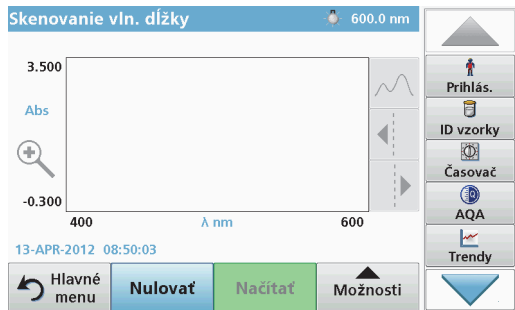 Skenovanie vln. dĺžky 600.0 nm
3.500
Abs
-0.300
400 λ nm 600
13-APR-2012 08:50:03
Hlavné menu
Nulovať
Načítať
Možnosti
Prihlás.
ID vzorky
Časovač
AQA
Trendy